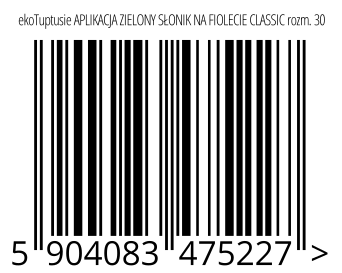 ekoTuptusie APLIKACJA ZIELONY SŁONIK NA FIOLECIE CLASSIC rozm. 30
5 904083 475227 >